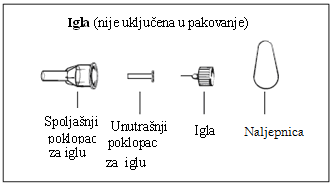 Igla (nije uključena u pakovanje)
Spoljašnji
poklopac
za iglu
Unutrašnji
poklopac
za iglu
Igla
Naljepnica